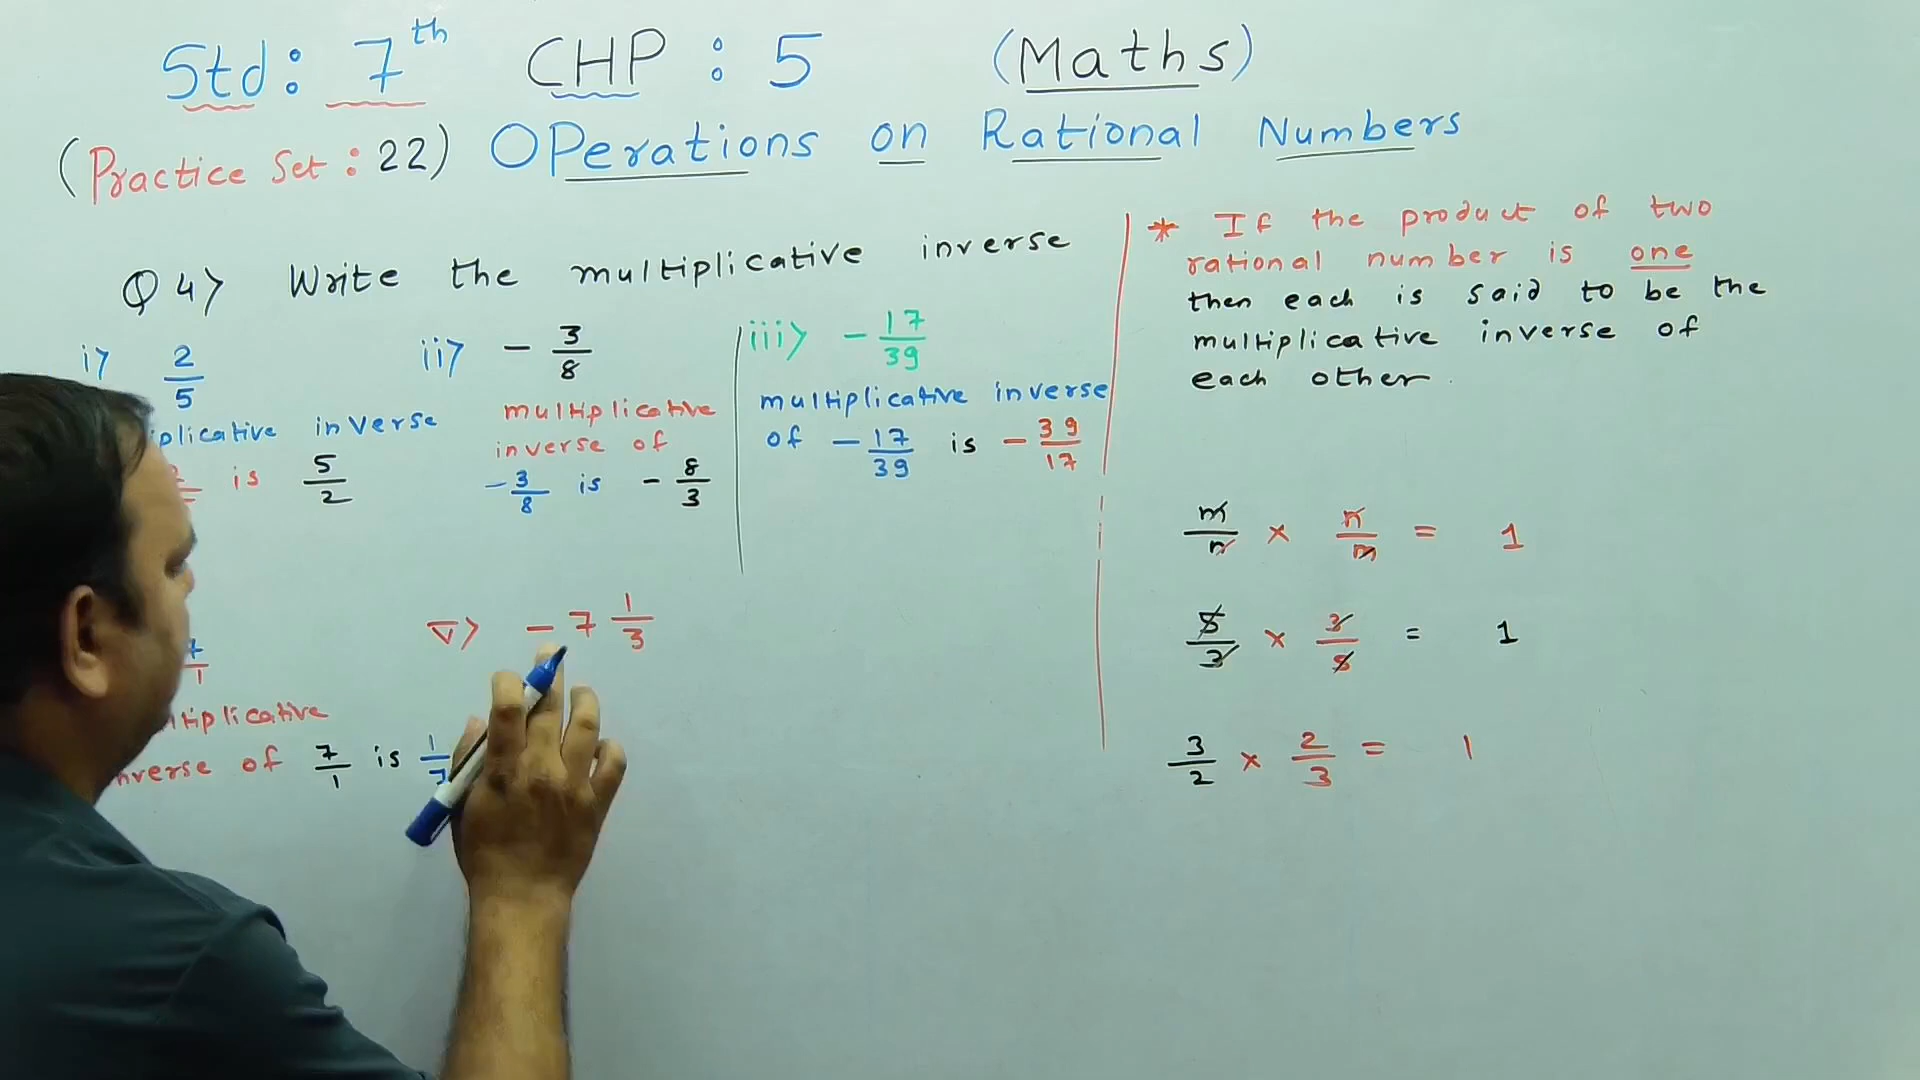 Std: 7th CHP : 5 (Maths)
(Practice Set : 22) Operations on Rational Numbers
Q 4> Write the multiplicative inverse
i> 2/5
plicative inverse
is 5/2
ii> - 3/8
multiplicative
inverse of
- 3/8 is - 8/3
iii> - 17/39
multiplicative inverse
of - 17/39 is - 39/17
tiplicative
nverse of 7/1 is 1/7
v> - 7 1/3
* If the product of two
rational number is one
then each is said to be the
multiplicative inverse of
each other.
m/n × n/m = 1
5/3 × 3/5 = 1
3/2 × 2/3 = 1